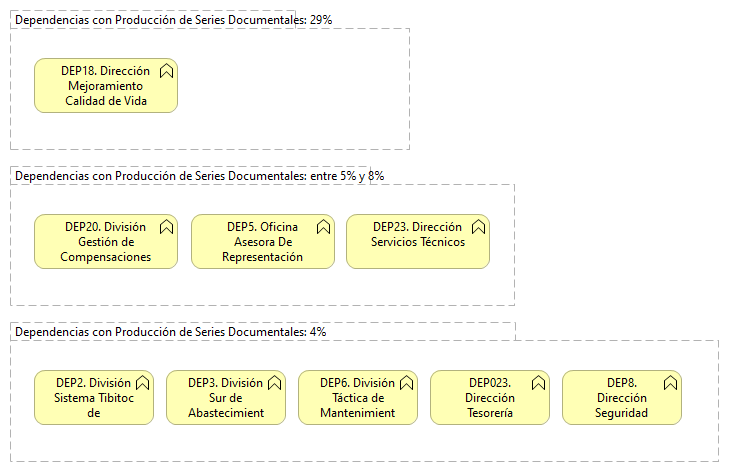 Dependencias con Producción de Series Documentales: 29%
DEP18. Dirección
Mejoramiento
Calidad de Vida
Dependencias con Producción de Series Documentales: entre 5% y 8%
DEP20. División
Gestión de
Compensaciones
DEP5. Oficina
Asesora De
Representación
DEP23. Dirección
Servicios Técnicos
Dependencias con Producción de Series Documentales: 4%
DEP2. División
Sistema Tibitoc
de
DEP3. División
Sur de
Abastecimient
DEP6. División
Táctica de
Mantenimient
DEP023.
Dirección
Tesorería
DEP8.
Dirección
Seguridad